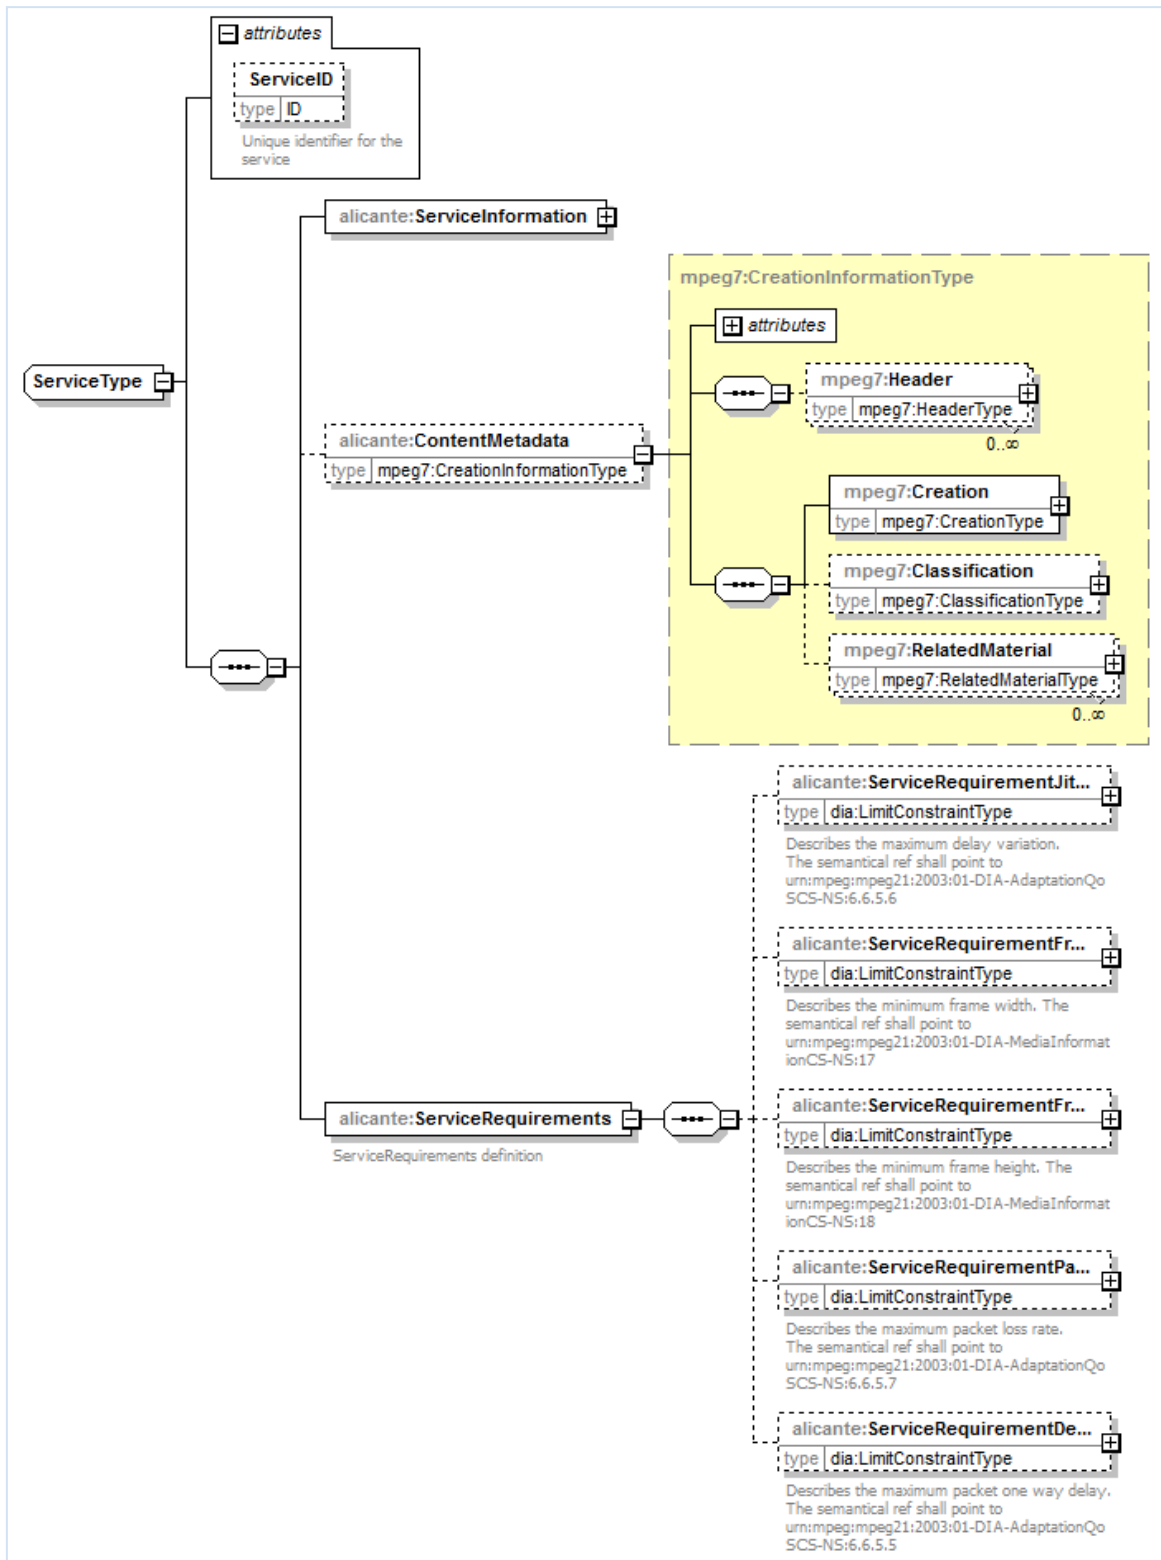 attributes
ServiceID
type ID
Unique identifier for the
service
alicante:ServiceInformation
mpeg7:CreationInformationType
attributes
ServiceType
mpeg7:Header
type mpeg7:HeaderType
0..∞
alicante:ContentMetadata
type mpeg7:CreationInformationType
mpeg7:Creation
type mpeg7:CreationType
mpeg7:Classification
type mpeg7:ClassificationType
mpeg7:RelatedMaterial
type mpeg7:RelatedMaterialType
0..∞
alicante:ServiceRequirementJit...
type dia:LimitConstraintType
Describes the maximum delay variation.
The semantical ref shall point to
urn:mpeg:mpeg21:2003:01-DIA-AdaptationQo
SCS-NS:6.6.5.6
alicante:ServiceRequirementFr...
type dia:LimitConstraintType
Describes the minimum frame width. The
semantical ref shall point to
urn:mpeg:mpeg21:2003:01-DIA-MediaInformat
ionCS-NS:17
alicante:ServiceRequirements
ServiceRequirements definition
alicante:ServiceRequirementFr...
type dia:LimitConstraintType
Describes the minimum frame height. The
semantical ref shall point to
urn:mpeg:mpeg21:2003:01-DIA-MediaInformat
ionCS-NS:18
alicante:ServiceRequirementPa...
type dia:LimitConstraintType
Describes the maximum packet loss rate.
The semantical ref shall point to
urn:mpeg:mpeg21:2003:01-DIA-AdaptationQo
SCS-NS:6.6.5.7
alicante:ServiceRequirementDe...
type dia:LimitConstraintType
Describes the maximum packet one way delay.
The semantical ref shall point to
urn:mpeg:mpeg21:2003:01-DIA-AdaptationQo
SCS-NS:6.6.5.5